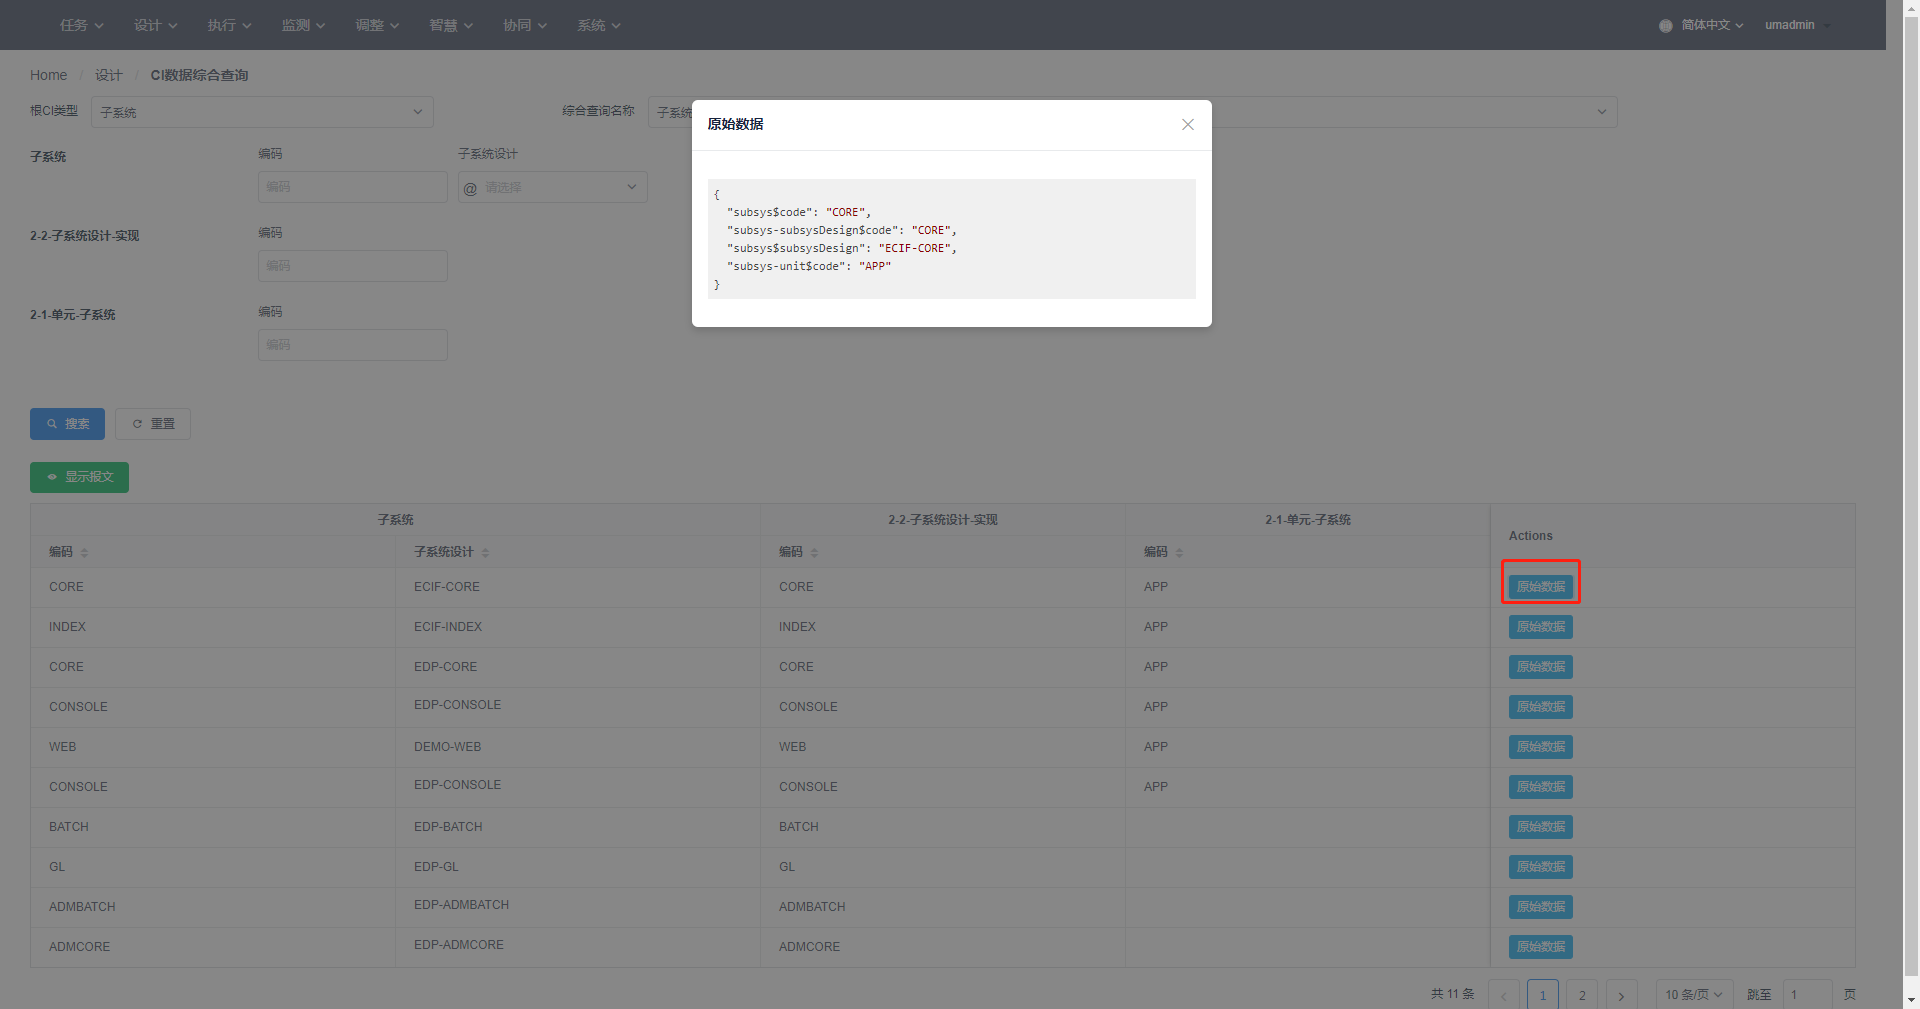 任务 设计 执行 监测 调整 智慧 协同 系统 简体中文 umadmin
Home / 设计 / CI数据综合查询
根CI类型 子系统 综合查询名称 子系统
原始数据
{
"subsys$code": "CORE",
"subsys-subsysDesign$code": "CORE",
"subsys$subsysDesign": "ECIF-CORE",
"subsys-unit$code": "APP"
}
子系统 编码 子系统设计
编码 @ 请选择
2-2-子系统设计-实现 编码
编码
2-1-单元-子系统 编码
编码
搜索 重置
显示报文
子系统 2-2-子系统设计-实现 2-1-单元-子系统 Actions
编码 子系统设计 编码 编码
CORE ECIF-CORE CORE APP 原始数据
INDEX ECIF-INDEX INDEX APP 原始数据
CORE EDP-CORE CORE APP 原始数据
CONSOLE EDP-CONSOLE CONSOLE APP 原始数据
WEB DEMO-WEB WEB APP 原始数据
CONSOLE EDP-CONSOLE CONSOLE APP 原始数据
BATCH EDP-BATCH BATCH 原始数据
GL EDP-GL GL 原始数据
ADMBATCH EDP-ADMBATCH ADMBATCH 原始数据
ADMCORE EDP-ADMCORE ADMCORE 原始数据
共 11 条 1 2 10 条/页 跳至 1 页